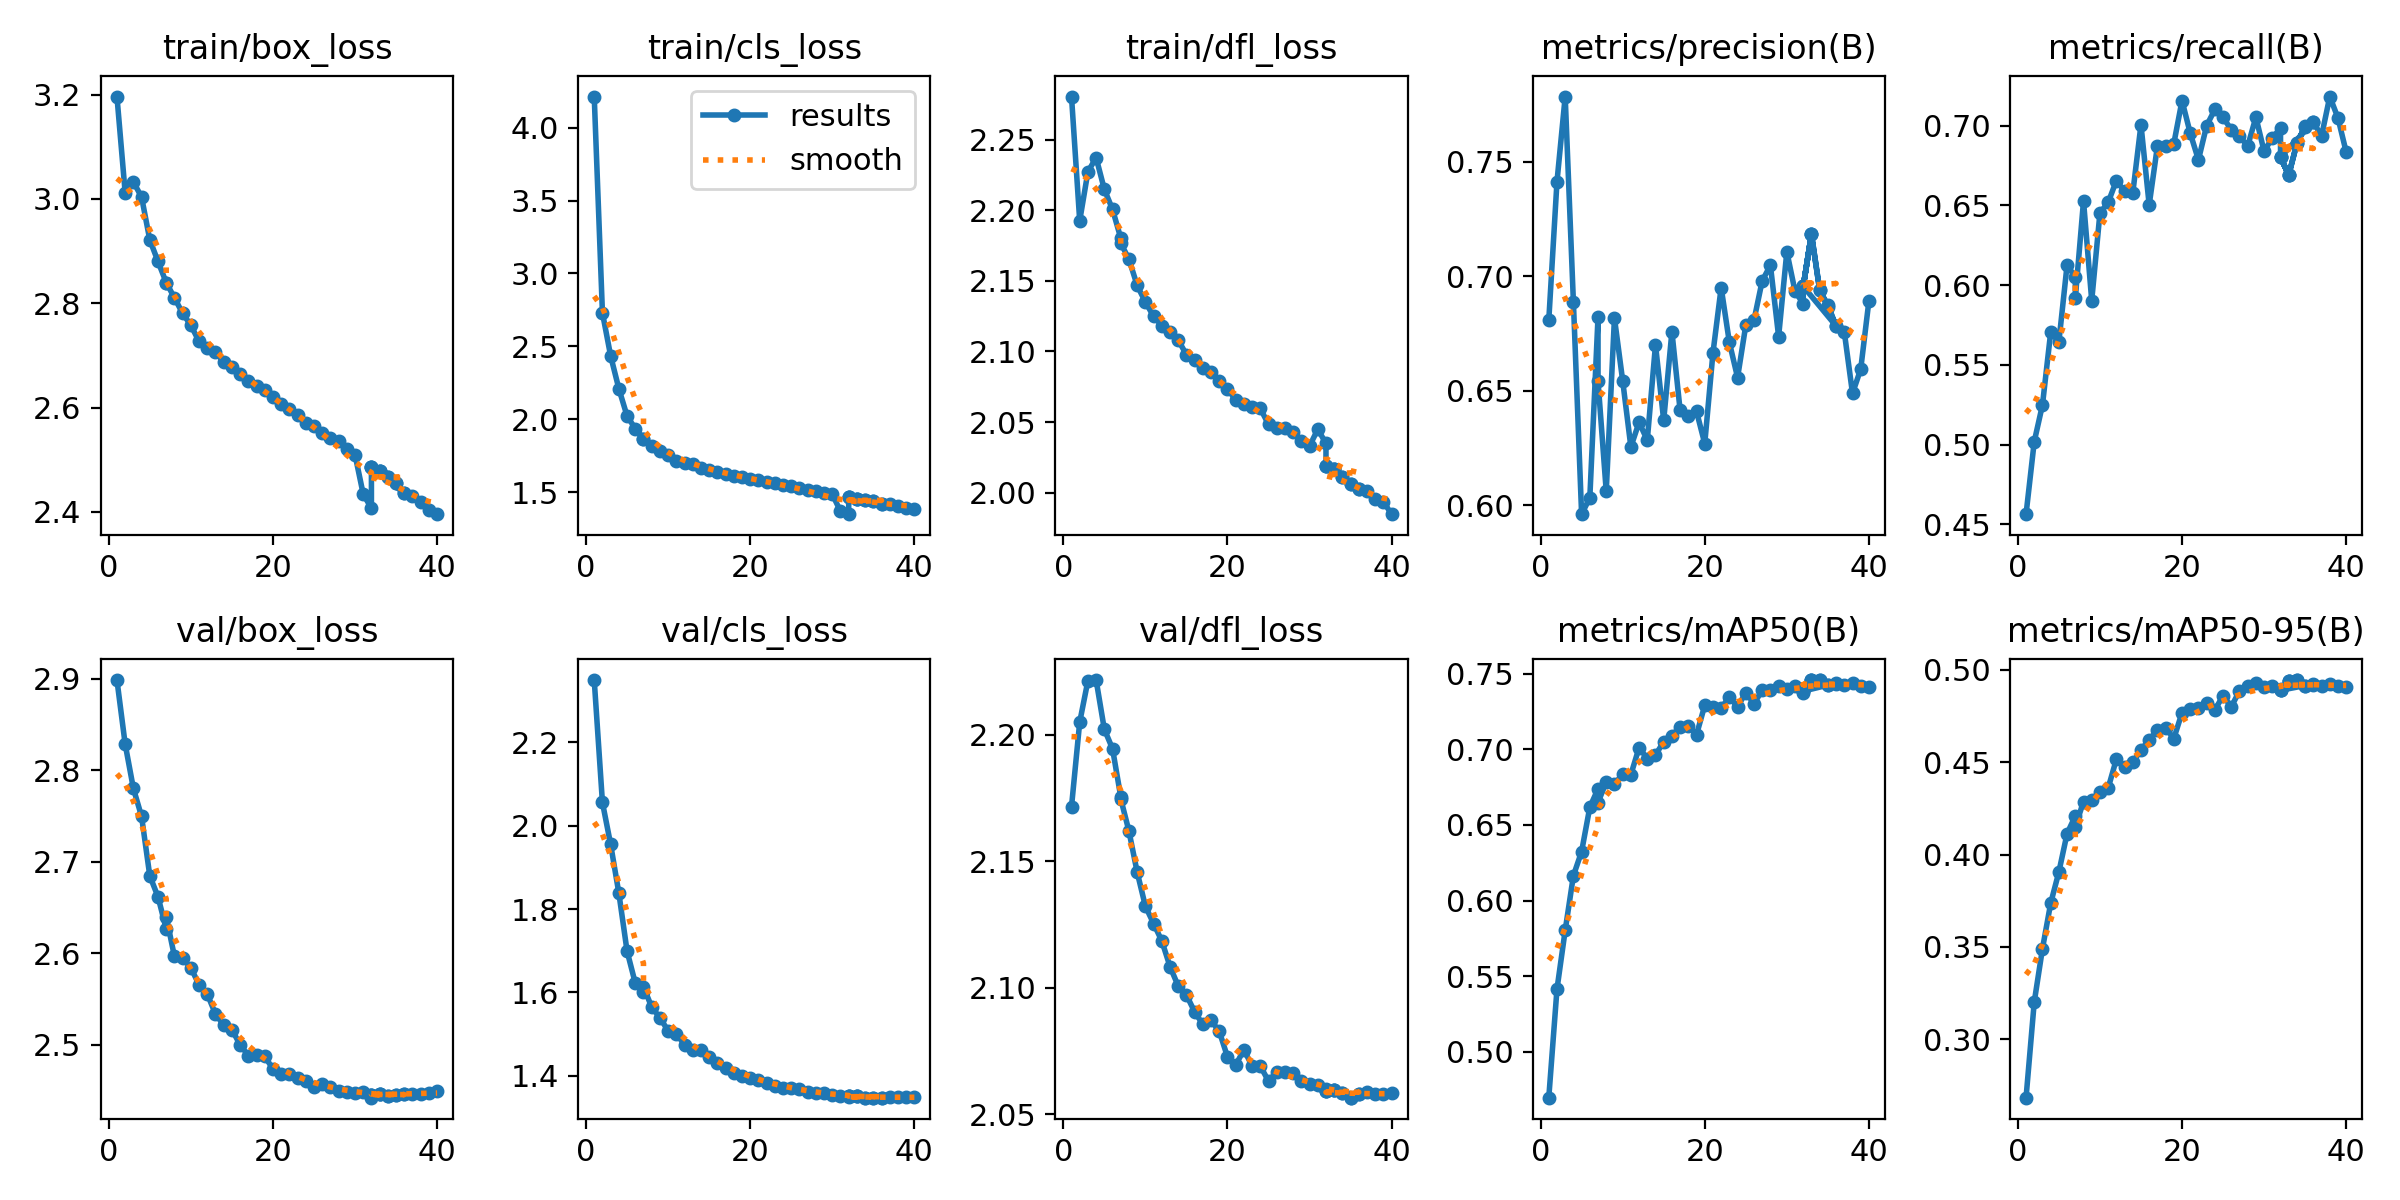 train/box_loss
3.2
3.0
2.8
2.6
2.4
0 20 40
train/cls_loss
results
smooth
4.0
3.5
3.0
2.5
2.0
1.5
0 20 40
train/dfl_loss
2.25
2.20
2.15
2.10
2.05
2.00
0 20 40
metrics/precision(B)
0.75
0.70
0.65
0.60
0 20 40
metrics/recall(B)
0.70
0.65
0.60
0.55
0.50
0.45
0 20 40
val/box_loss
2.9
2.8
2.7
2.6
2.5
0 20 40
val/cls_loss
2.2
2.0
1.8
1.6
1.4
0 20 40
val/dfl_loss
2.20
2.15
2.10
2.05
0 20 40
metrics/mAP50(B)
0.75
0.70
0.65
0.60
0.55
0.50
0 20 40
metrics/mAP50-95(B)
0.50
0.45
0.40
0.35
0.30
0 20 40